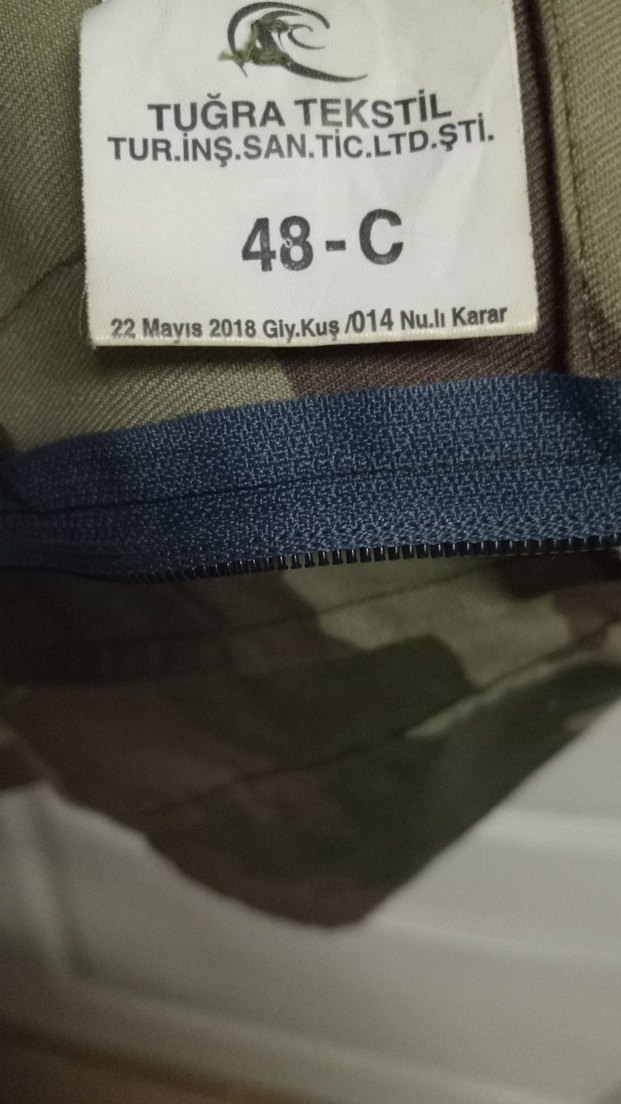 TUĞRA TEKSTİL
TUR.İNŞ.SAN.TİC.LTD.ŞTİ.
48-C
22 Mayıs 2018 Giy.Kuş /014 Nu.lı Karar